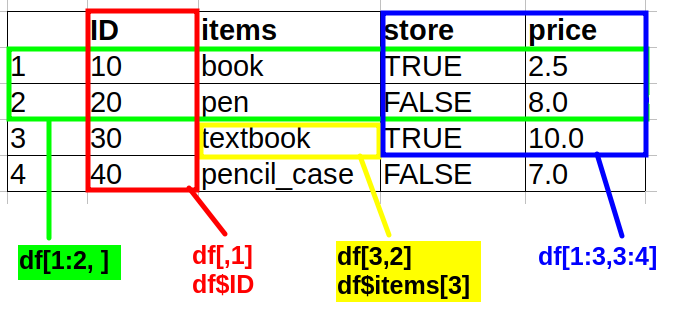 ID items store price
1 10 book TRUE 2.5
2 20 pen FALSE 8.0
3 30 textbook TRUE 10.0
4 40 pencil_case FALSE 7.0
df[1:2, ]
df[,1]
df$ID
df[3,2]
df$items[3]
df[1:3,3:4]